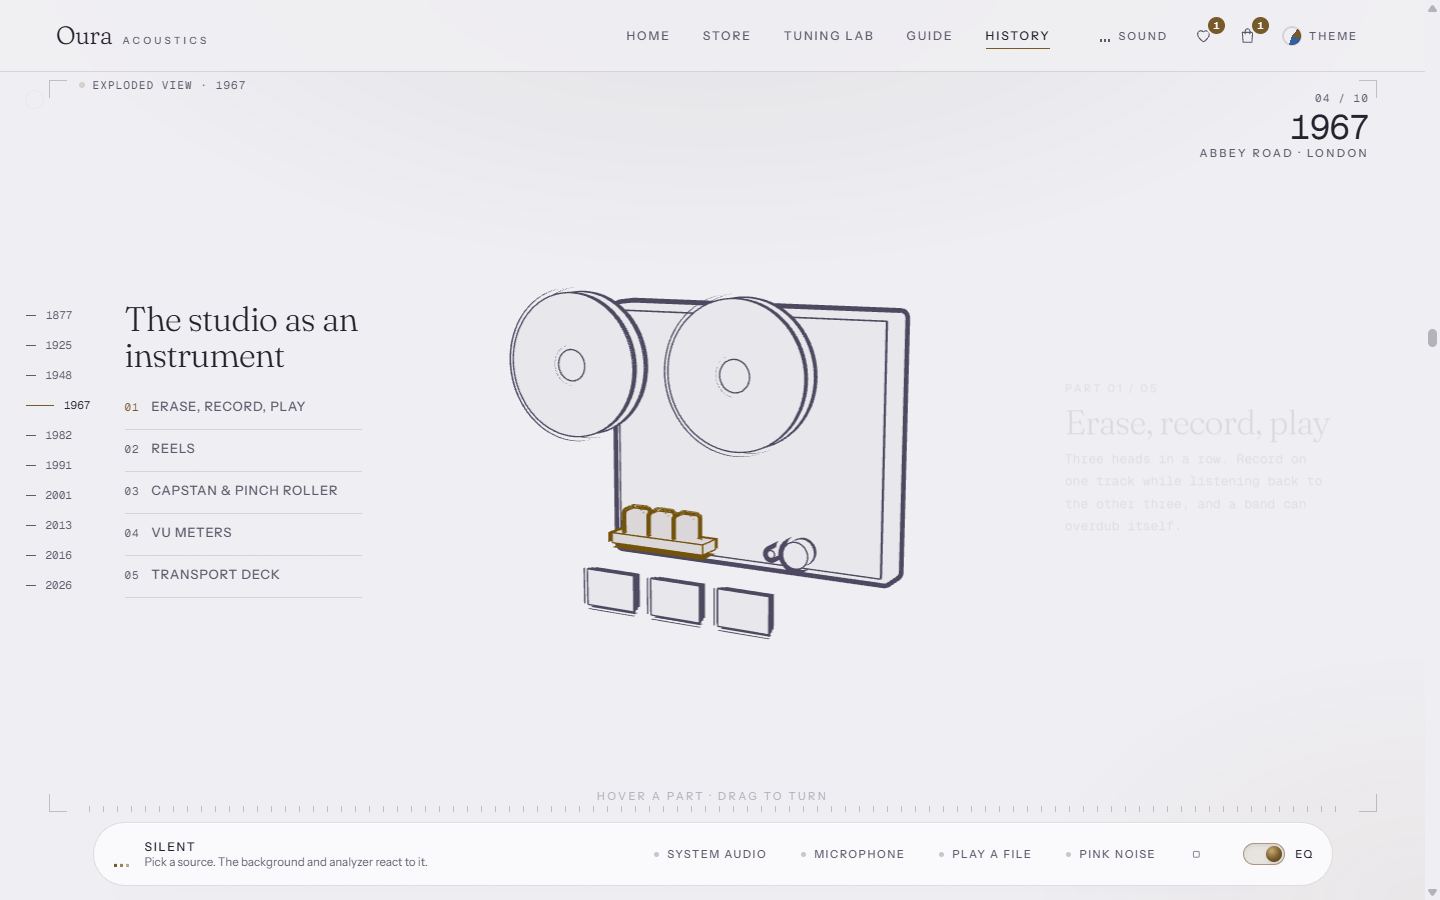 Oura ACOUSTICS
HOME STORE TUNING LAB GUIDE HISTORY SOUND 1 1 THEME
EXPLODED VIEW · 1967
04 / 10
1967
ABBEY ROAD · LONDON
1877
1925
1948
1967
1982
1991
2001
2013
2016
2026
The studio as an
instrument
01 ERASE, RECORD, PLAY
02 REELS
03 CAPSTAN & PINCH ROLLER
04 VU METERS
05 TRANSPORT DECK
PART 01 / 05
Erase, record, play
Three heads in a row. Record on
one track while listening back to
the other three, and a band can
overdub itself.
HOVER A PART · DRAG TO TURN
SILENT
Pick a source. The background and analyzer react to it.
SYSTEM AUDIO MICROPHONE PLAY A FILE PINK NOISE EQ